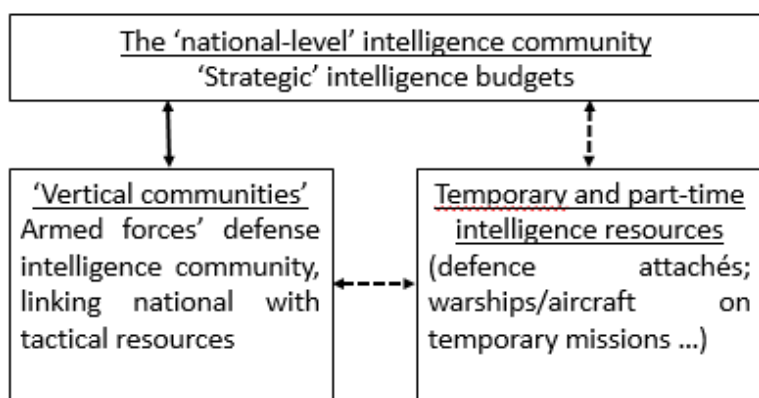 The ‘national-level’ intelligence community
‘Strategic’ intelligence budgets
‘Vertical communities’
Armed forces’ defense
intelligence community,
linking national with
tactical resources
Temporary and part-time
intelligence resources
(defence attachés;
warships/aircraft on
temporary missions ...)